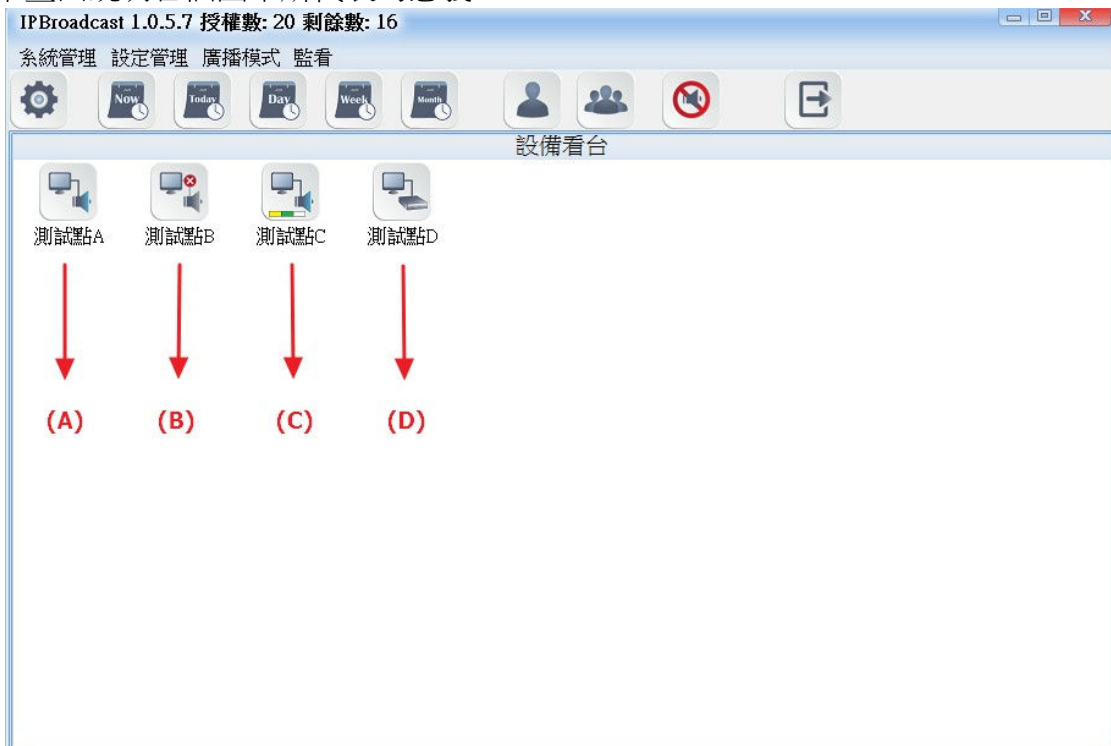 IPBroadcast 1.0.5.7 授權數: 20 剩餘數: 16
系統管理 設定管理 廣播模式 監看
Now Today Day Week Month
設備看台
測試點A 測試點B 測試點C 測試點D
(A) (B) (C) (D)